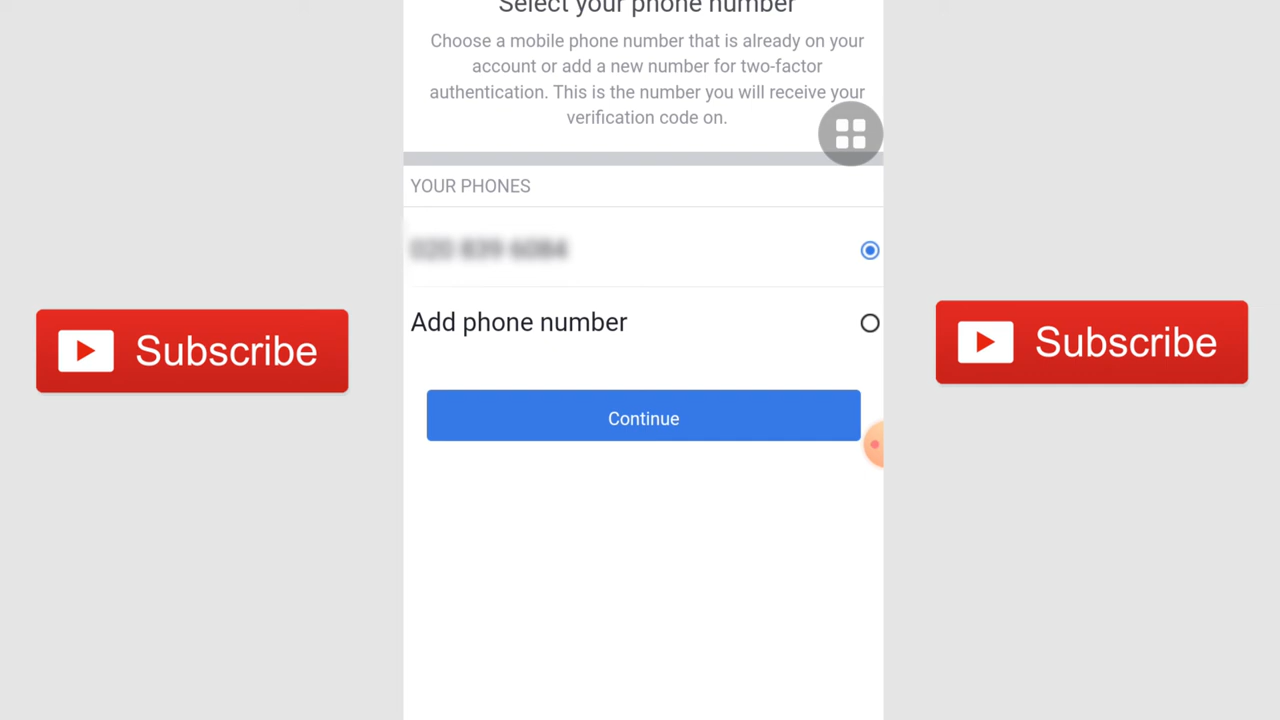 Select your phone number
Choose a mobile phone number that is already on your
account or add a new number for two-factor
authentication. This is the number you will receive your
verification code on.
YOUR PHONES
Add phone number
Continue
Subscribe
Subscribe